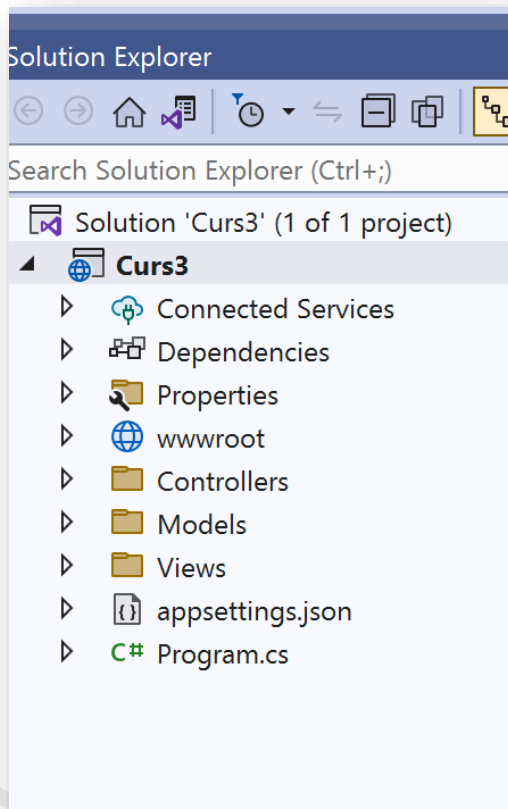 Solution Explorer
Search Solution Explorer (Ctrl+;)
Solution 'Curs3' (1 of 1 project)
Curs3
Connected Services
Dependencies
Properties
wwwroot
Controllers
Models
Views
appsettings.json
C# Program.cs